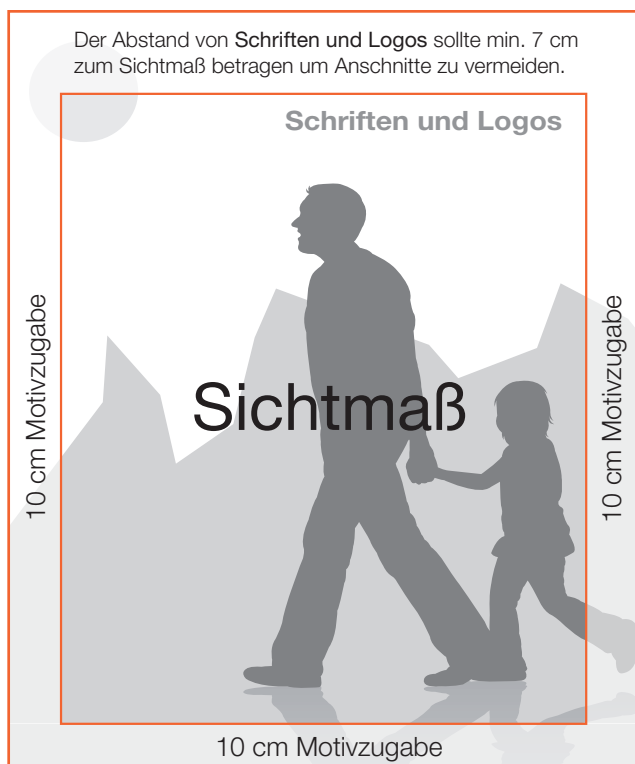 Der Abstand von Schriften und Logos sollte min. 7 cm
zum Sichtmaß betragen um Anschnitte zu vermeiden.
Schriften und Logos
10 cm Motivzugabe
Sichtmaß
10 cm Motivzugabe
10 cm Motivzugabe